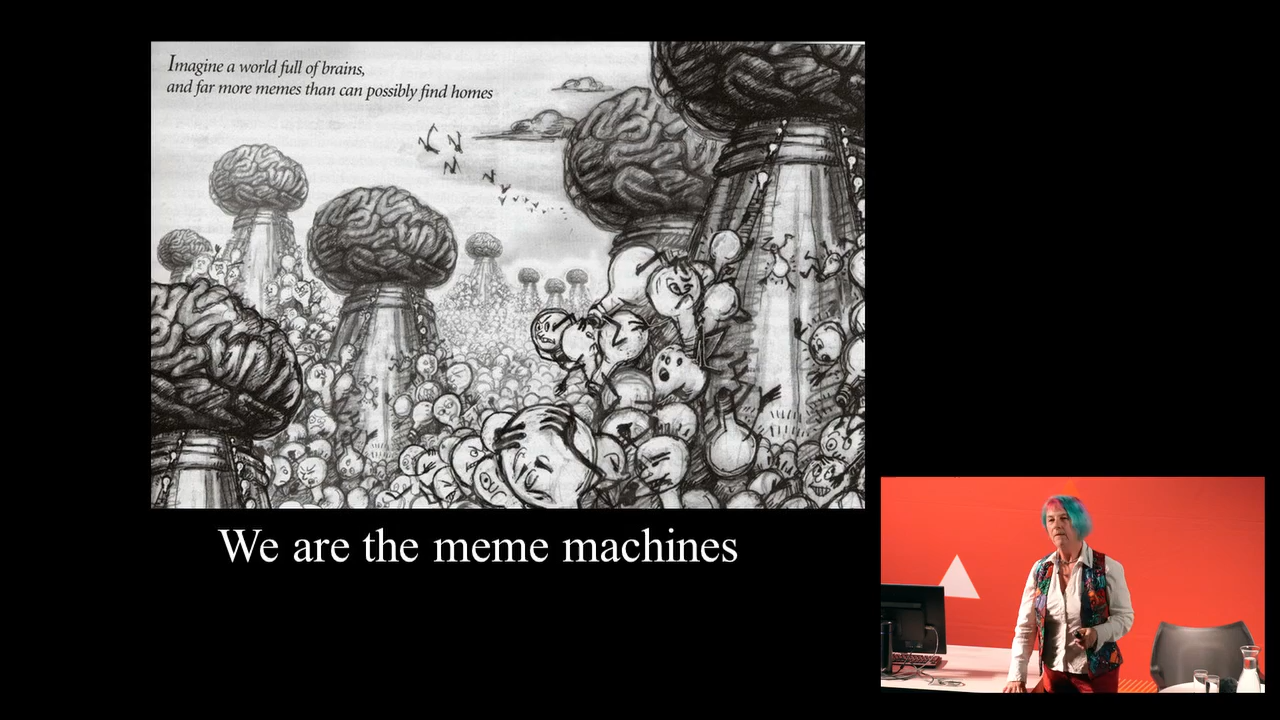 Imagine a world full of brains,
and far more memes than can possibly find homes
We are the meme machines